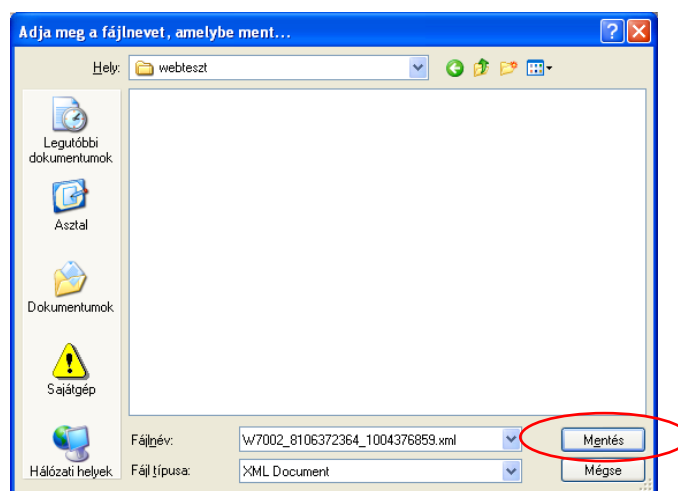 Adja meg a fájlnevet, amelybe ment...
Hely:
webteszt
Legutóbbi
dokumentumok
Asztal
Dokumentumok
Sajátgép
Hálózati helyek
Fájlnév:
W7002_8106372364_1004376859.xml
Mentés
Fájl típusa:
XML Document
Mégse